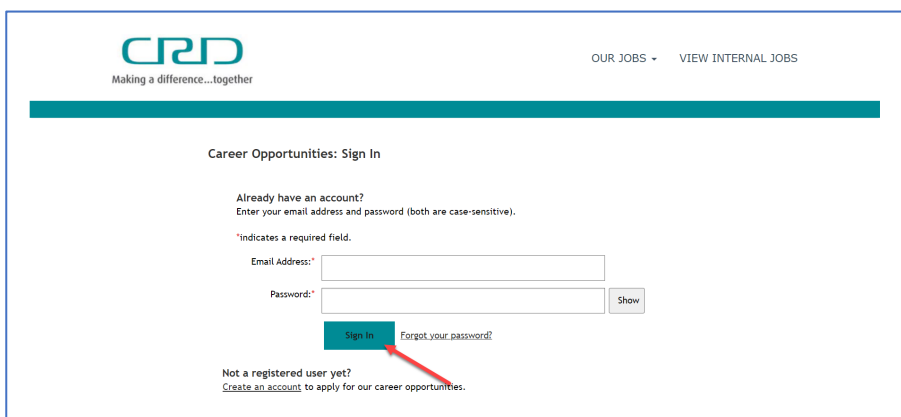 CRD
Making a difference...together
OUR JOBS VIEW INTERNAL JOBS
Career Opportunities: Sign In
Already have an account?
Enter your email address and password (both are case-sensitive).
*indicates a required field.
Email Address:*
Password:* Show
Sign In Forgot your password?
Not a registered user yet?
Create an account to apply for our career opportunities.